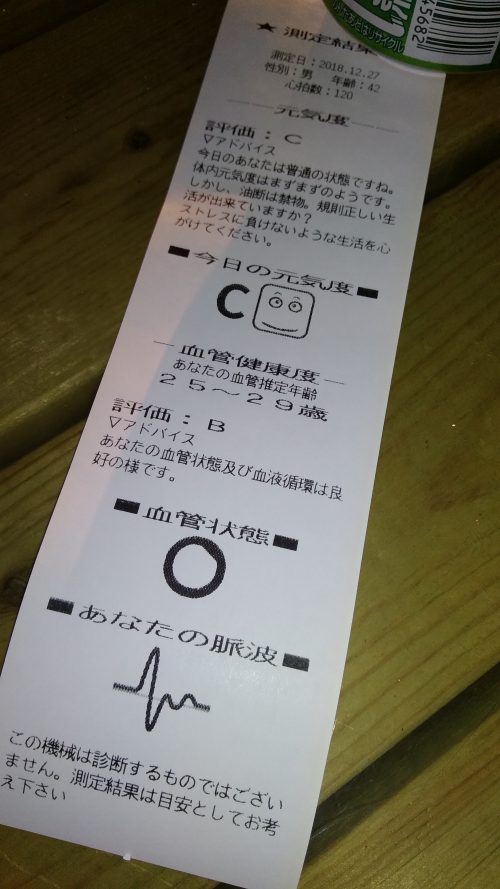 ★ 測定結果
測定日：2018.12.27
性別：男 年齢：42
心拍数：120
元気度
評価：C
▽アドバイス
今日のあなたは普通の状態ですね。
体内元気度はまずまずのようです。
しかし、油断は禁物。規則正しい生
活が出来ていますか？
ストレスに負けないような生活を心
がけてください。
■今日の元気度■
C
血管健康度
あなたの血管推定年齢
２５～２９歳
評価：B
▽アドバイス
あなたの血管状態及び血液循環は良
好の様です。
■血管状態■
■あなたの脈波■
この機械は診断するものではござい
ません。測定結果は目安としてお考
え下さい
45682